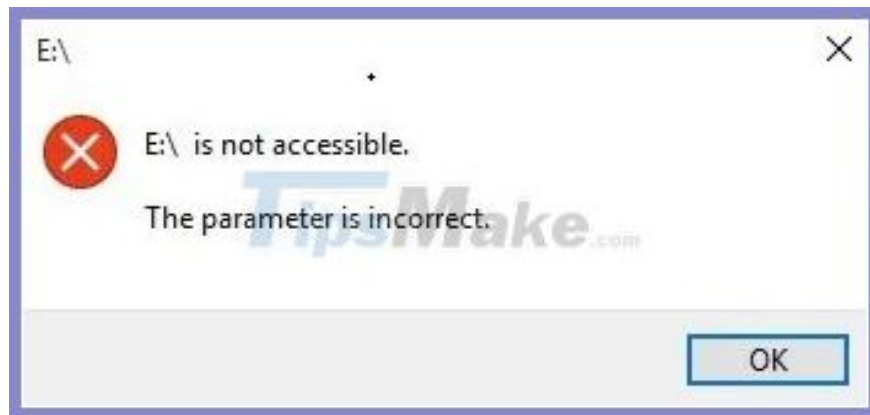 E:\
E:\ is not accessible.
The parameter is incorrect.
TipsMake.com
OK